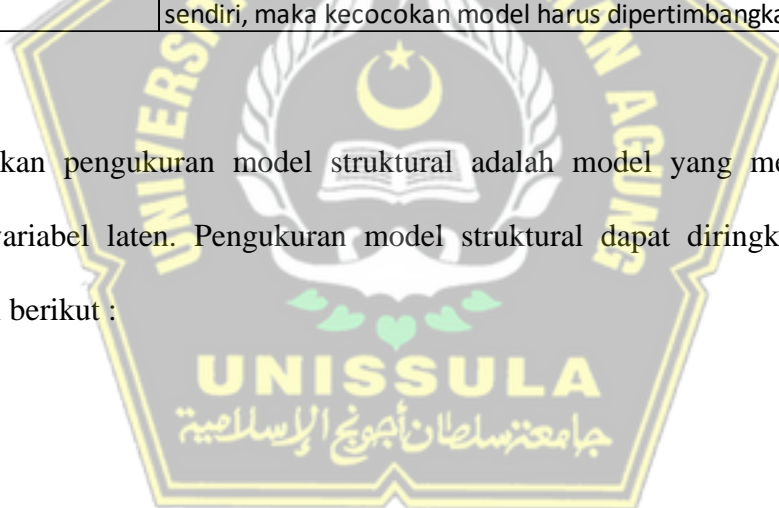 sendiri, maka kecocokan model harus dipertimbangka
kan pengukuran model struktural adalah model yang me
variabel laten. Pengukuran model struktural dapat diringk
berikut :
UNISSULA
جامعة سلطان أجونج الإسلامية
AGUNG